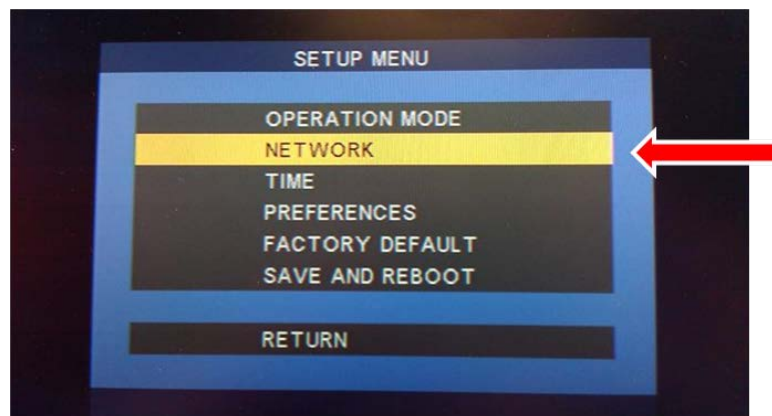 SETUP MENU
OPERATION MODE
NETWORK
TIME
PREFERENCES
FACTORY DEFAULT
SAVE AND REBOOT
RETURN